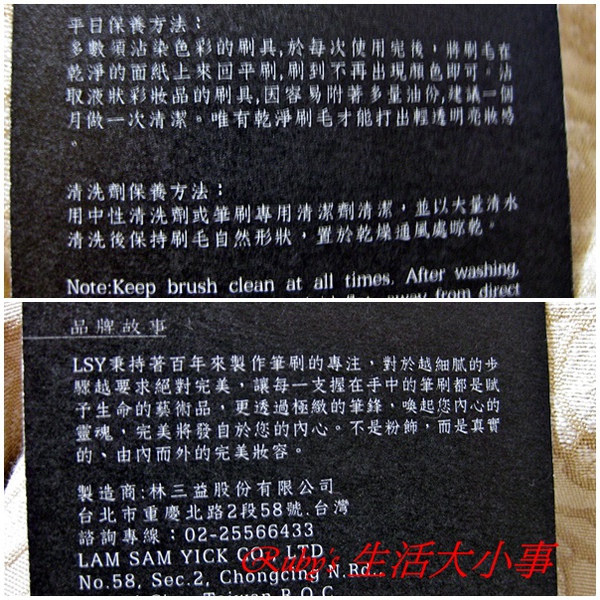 平日保養方法：
多數須沾染色彩的刷具，於每次使用完後，將刷毛在
乾淨的面紙上來回平刷，刷到不再出現顏色即可。沾
取液狀彩妝品的刷具，因容易附著多量油份，建議一個
月做一次清潔。唯有乾淨刷毛才能打出輕透明亮妝感
。
清洗劑保養方法：
用中性清洗劑或筆刷專用清潔劑清潔，並以大量清水
清洗後保持刷毛自然形狀，置於乾燥通風處晾乾。
Note:Keep brush clean at all times. After washing,
away from direct
品牌故事
LSY秉持著百年來製作筆刷的專注，對於越細膩的步
驟越要求絕對完美，讓每一支握在手中的筆刷都是賦
予生命的藝術品，更透過極緻的筆鋒，喚起您內心的
靈魂，完美將發自於您的內心。不是粉飾，而是真實
的、由內而外的完美妝容。
製造商:林三益股份有限公司
台北市重慶北路2段58號.台灣
諮詢專線：02-25566433
LAM SAM YICK CO., LTD
No.58, Sec.2, Chongcing N.Rd.,
Taiwan R.O.C
Ruby's 生活大小事